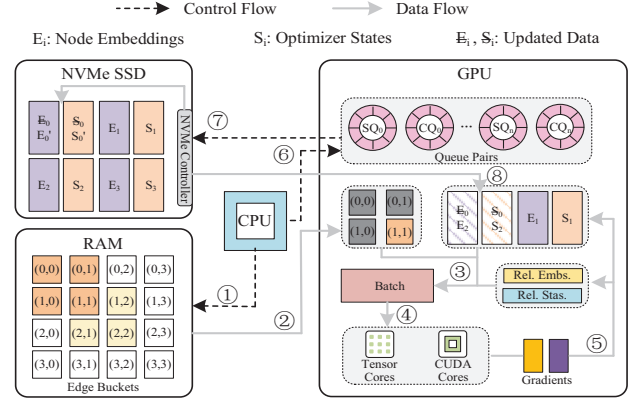 Control Flow Data Flow
Eᵢ: Node Embeddings Sᵢ: Optimizer States E̶ᵢ, S̶ᵢ: Updated Data
NVMe SSD
E̶₀ S̶₀ E₁ S₁
E₀' S₀'
E₂ S₂ E₃ S₃
NVMe Controller
⑦
⑥
CPU
①
②
RAM
(0,0) (0,1) (0,2) (0,3)
(1,0) (1,1) (1,2) (1,3)
(2,0) (2,1) (2,2) (2,3)
(3,0) (3,1) (3,2) (3,3)
Edge Buckets
GPU
SQ₀ CQ₀ ... SQₙ CQₙ
Queue Pairs
⑧
(0,0) (0,1)
(1,0) (1,1)
E̶₀ S̶₀ E₁ S₁
E₂ S₂
③
Batch
Rel. Embs.
Rel. Stas.
④
⑤
Tensor
Cores
CUDA
Cores
Gradients